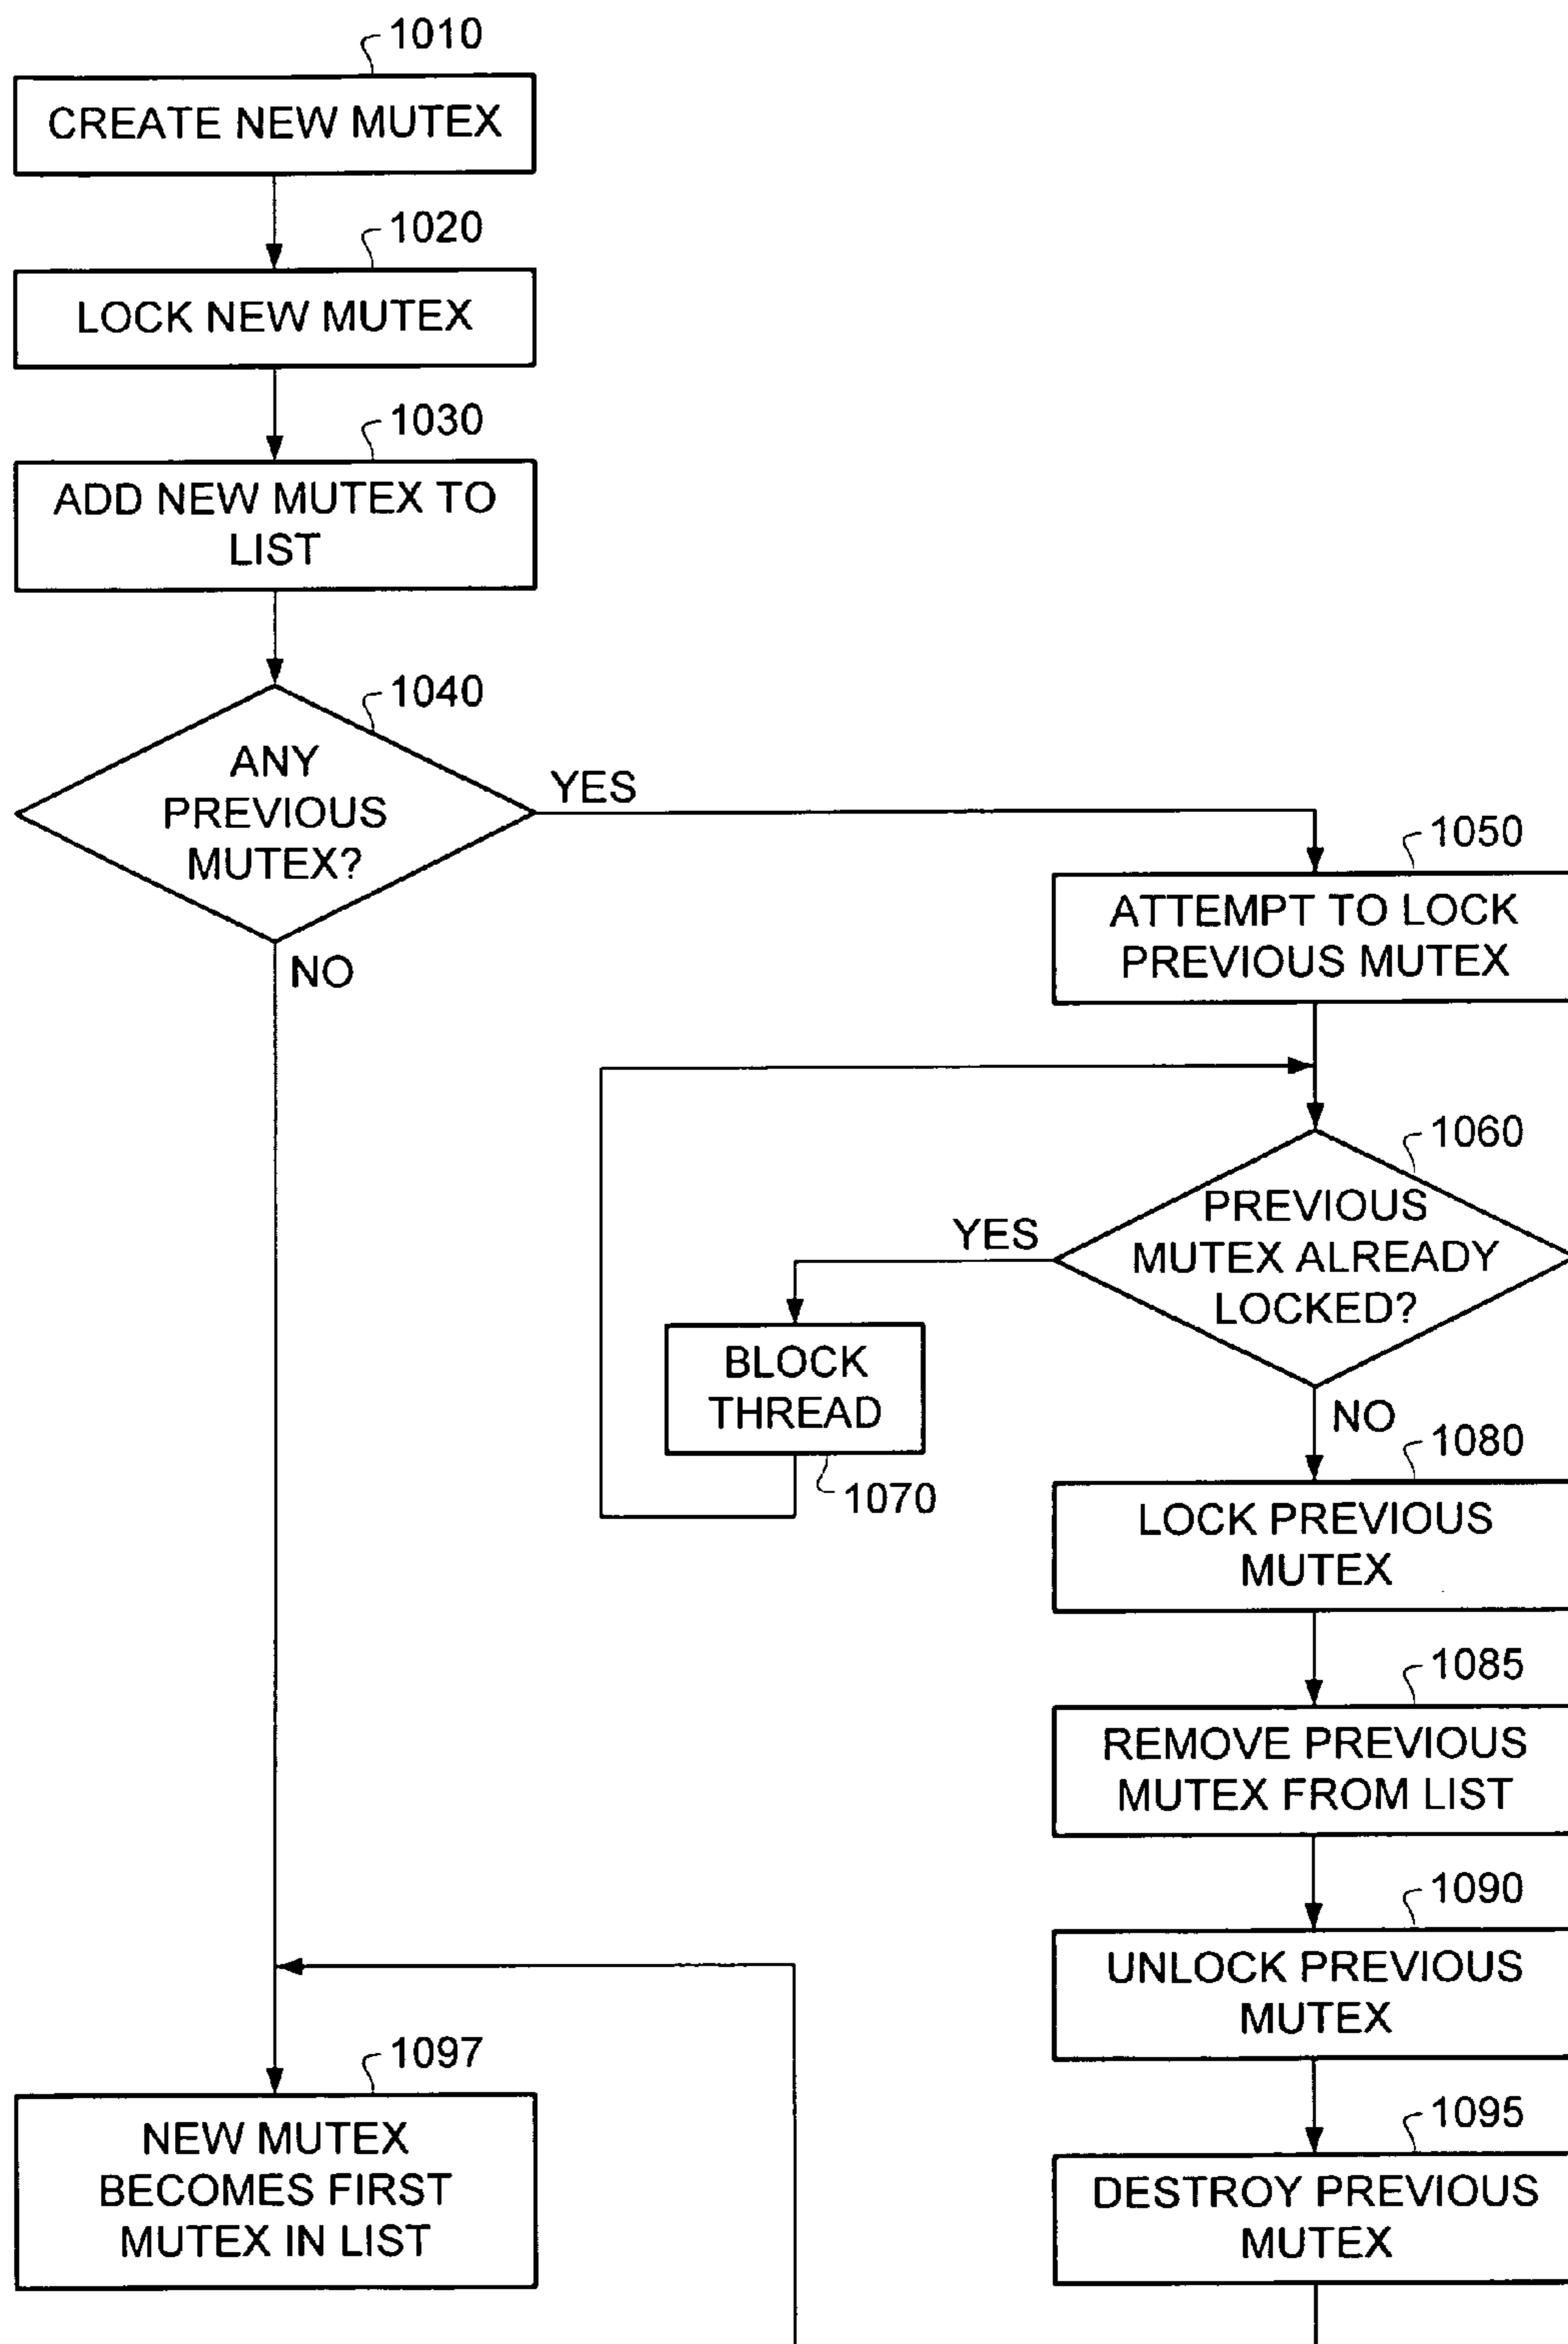 1010
CREATE NEW MUTEX
1020
LOCK NEW MUTEX
1030
ADD NEW MUTEX TO
LIST
1040
ANY
PREVIOUS
MUTEX?
YES
NO
1050
ATTEMPT TO LOCK
PREVIOUS MUTEX
1060
PREVIOUS
MUTEX ALREADY
LOCKED?
YES
NO
BLOCK
THREAD
1070
1080
LOCK PREVIOUS
MUTEX
1085
REMOVE PREVIOUS
MUTEX FROM LIST
1090
UNLOCK PREVIOUS
MUTEX
1095
DESTROY PREVIOUS
MUTEX
1097
NEW MUTEX
BECOMES FIRST
MUTEX IN LIST